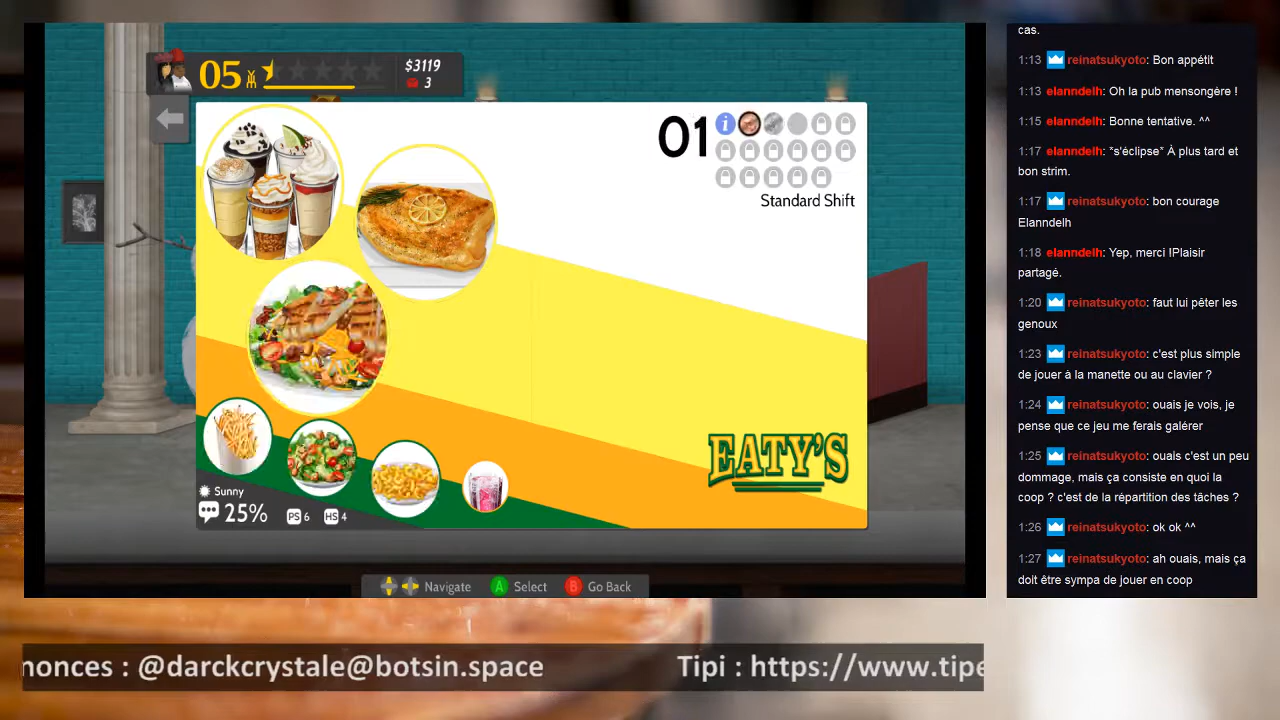 05
$3119
3
01
Standard Shift
EATY'S
Sunny
25%
PS 6
HS 4
Navigate
A Select
B Go Back
cas.
1:13 reinatsukyoto: Bon appétit
1:13 elanndelh: Oh la pub mensongére !
1:15 elanndelh: Bonne tentative. ^^
1:17 elanndelh: *s'éclipse* À plus tard et
bon strim.
1:17 reinatsukyoto: bon courage
Elanndelh
1:18 elanndelh: Yep, merci !Plaisir
partagé.
1:20 reinatsukyoto: faut lui péter les
genoux
1:23 reinatsukyoto: c'est plus simple
de jouer à la manette ou au clavier ?
1:24 reinatsukyoto: ouais je vois, je
pense que ce jeu me ferais galérer
1:25 reinatsukyoto: ouais c'est un peu
dommage, mais ça consiste en quoi la
coop ? c'est de la répartition des tâches ?
1:26 reinatsukyoto: ok ok ^^
1:27 reinatsukyoto: ah ouais, mais ça
doit être sympa de jouer en coop
nonces : @darckcrystale@botsin.space
Tipi : https://www.tipe